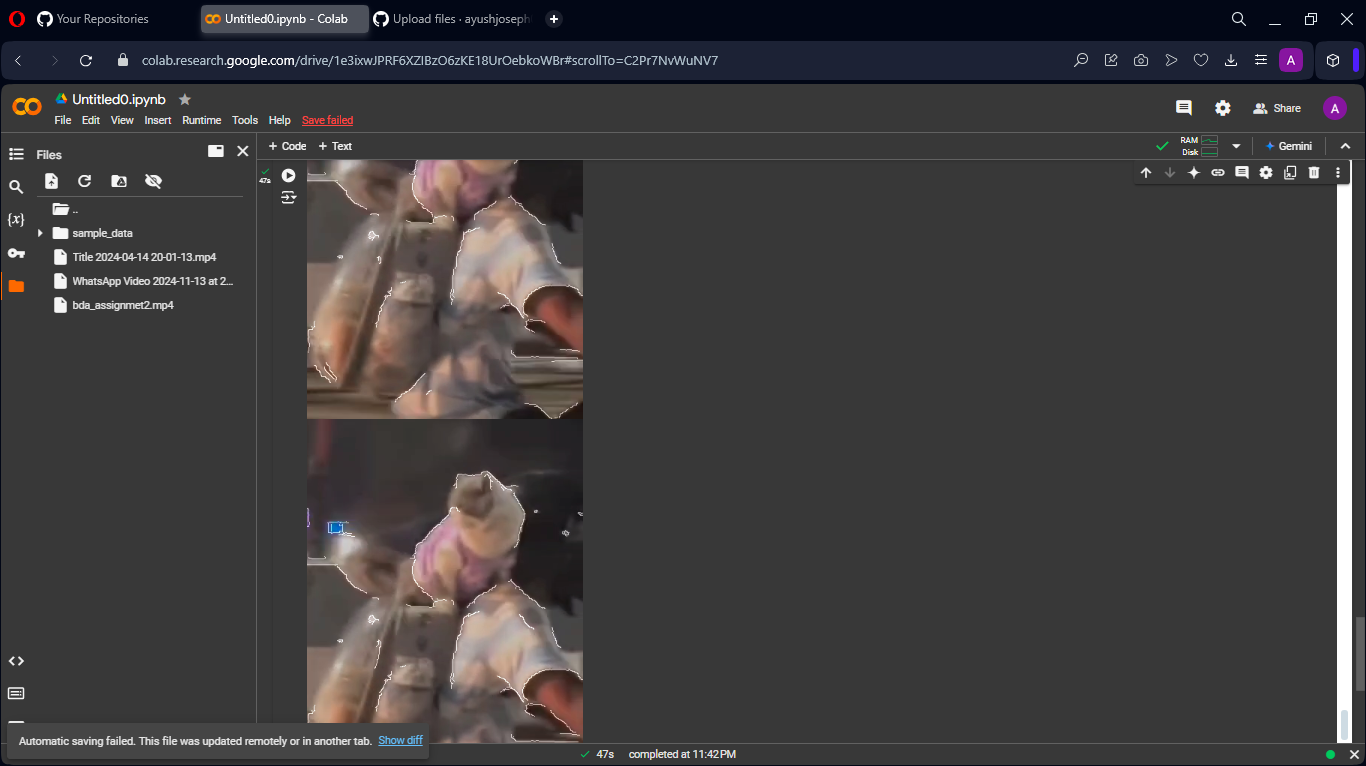 Your Repositories
Untitled0.ipynb - Colab
Upload files · ayushjoseph
colab.research.google.com/drive/1e3ixwJPRF6XZIBzO6zKE18UrOebkoWBr#scrollTo=C2Pr7NvWuNV7
A
CO
Untitled0.ipynb
File Edit View Insert Runtime Tools Help Save failed
Share
A
Files
+ Code + Text
RAM
Disk
Gemini
{x}
..
sample_data
Title 2024-04-14 20-01-13.mp4
WhatsApp Video 2024-11-13 at 2...
bda_assignmet2.mp4
47s
Automatic saving failed. This file was updated remotely or in another tab. Show diff
47s completed at 11:42 PM